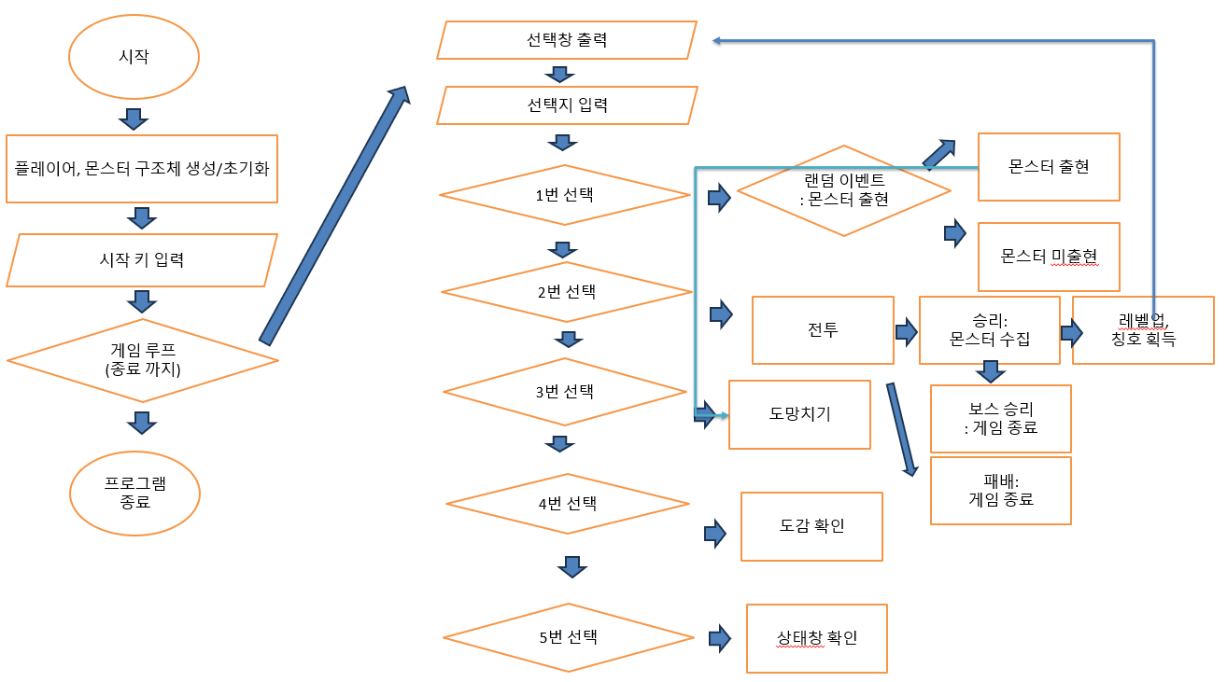 시작
플레이어, 몬스터 구조체 생성/초기화
시작 키 입력
게임 루프
(종료 까지)
프로그램
종료
선택창 출력
선택지 입력
1번 선택
랜덤 이벤트
: 몬스터 출현
몬스터 출현
몬스터 미출현
2번 선택
전투
승리:
몬스터 수집
레벨업,
칭호 획득
보스 승리
: 게임 종료
패배:
게임 종료
3번 선택
도망치기
4번 선택
도감 확인
5번 선택
상태창 확인